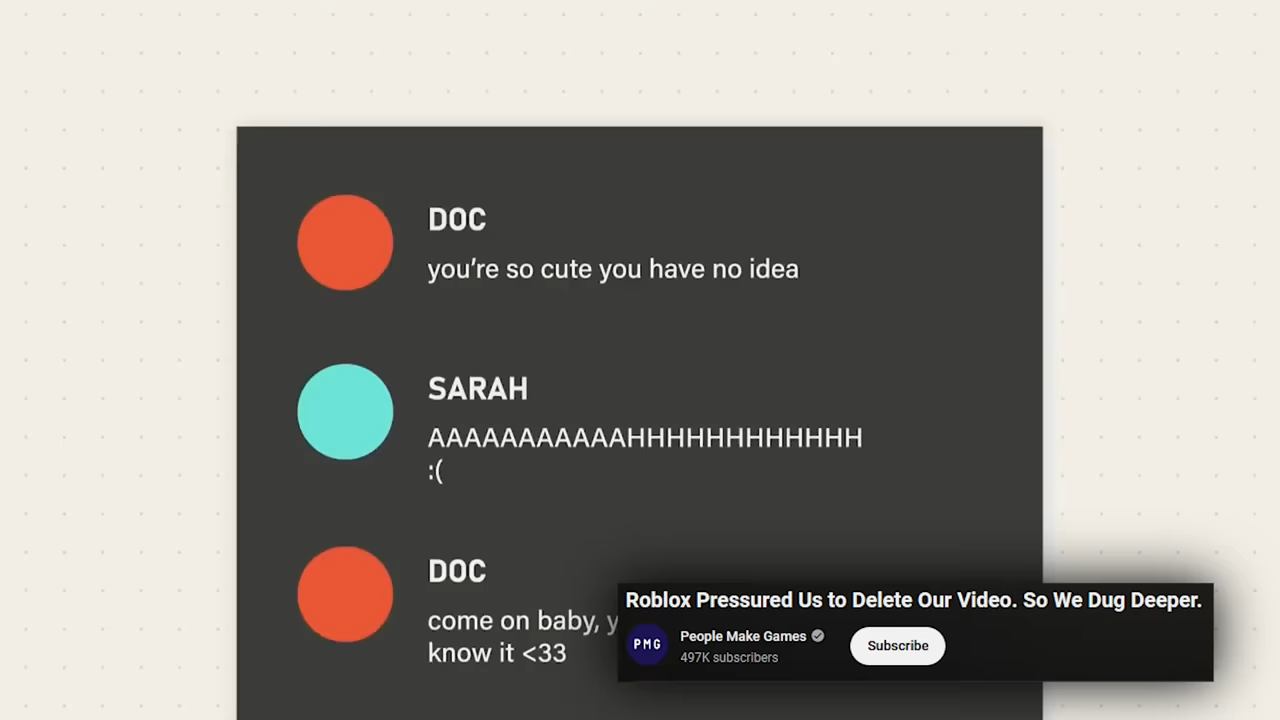 DOC
you're so cute you have no idea
SARAH
AAAAAAAAAAAHHHHHHHHHHHH
:(
DOC
come on baby, y
know it <33
Roblox Pressured Us to Delete Our Video. So We Dug Deeper.
PMG
People Make Games
497K subscribers
Subscribe